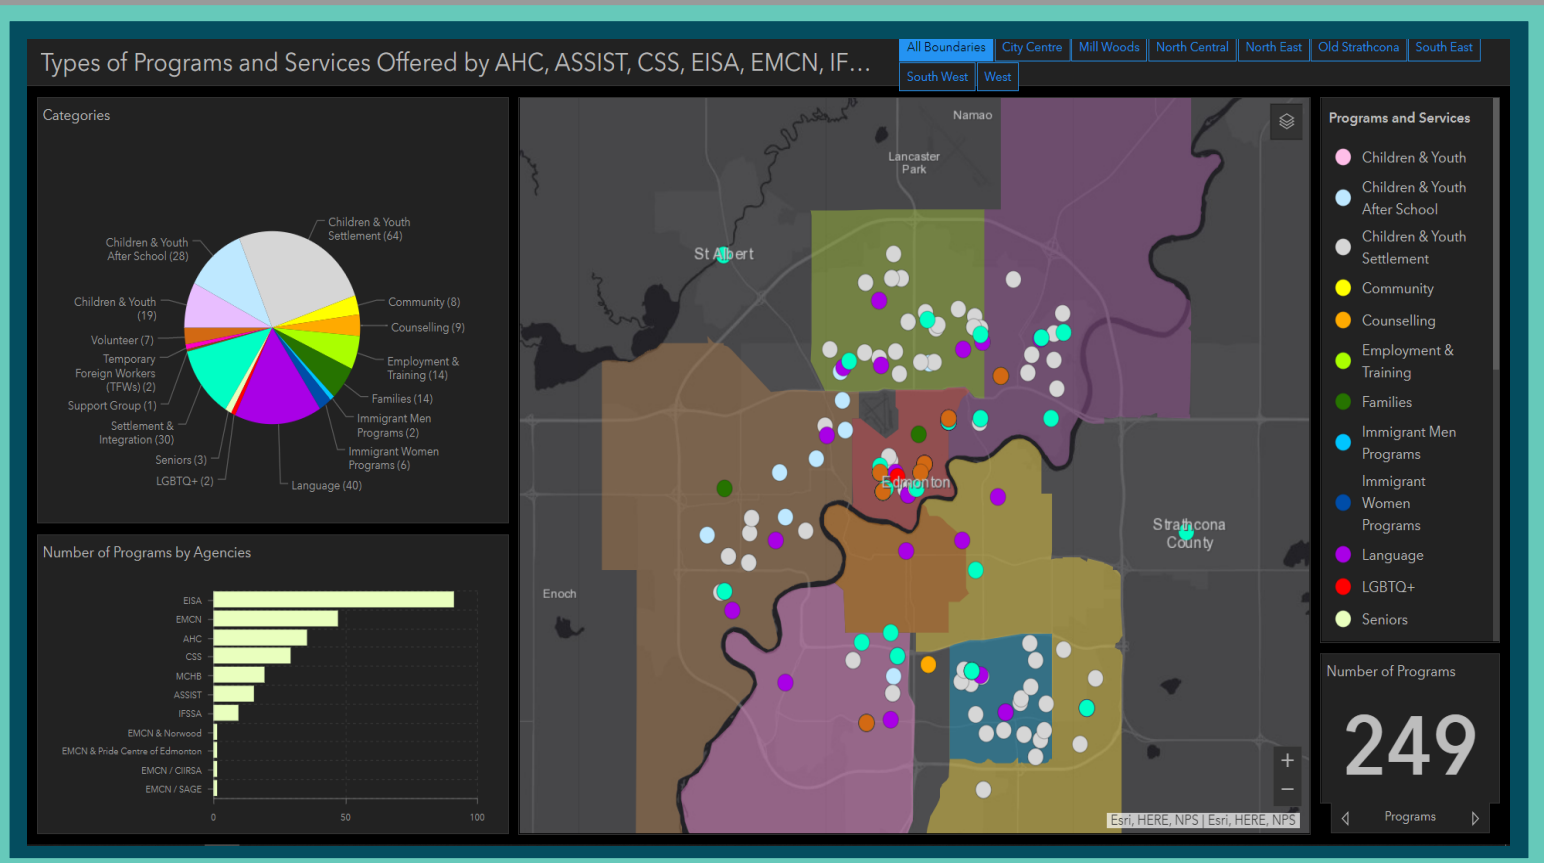 Types of Programs and Services Offered by AHC, ASSIST, CSS, EISA, EMCN, IF...
All Boundaries
City Centre
Mill Woods
North Central
North East
Old Strathcona
South East
South West
West
Categories
Children & Youth
Settlement (64)
Children & Youth
After School (28)
Children & Youth
(19)
Community (8)
Counselling (9)
Volunteer (7)
Temporary
Foreign Workers
(TFWs) (2)
Employment &
Training (14)
Families (14)
Support Group (1)
Immigrant Men
Programs (2)
Settlement &
Integration (30)
Immigrant Women
Programs (6)
Seniors (3)
LGBTQ+ (2)
Language (40)
Number of Programs by Agencies
EISA
EMCN
AHC
CSS
MCHB
ASSIST
IFSSA
EMCN & Norwood
EMCN & Pride Centre of Edmonton
EMCN / CIIRSA
EMCN / SAGE
0
50
100
Namao
Lancaster
Park
St Albert
Edmonton
Strathcona
County
Enoch
+
−
Esri, HERE, NPS | Esri, HERE, NPS
Programs and Services
Children & Youth
Children & Youth
After School
Children & Youth
Settlement
Community
Counselling
Employment &
Training
Families
Immigrant Men
Programs
Immigrant
Women
Programs
Language
LGBTQ+
Seniors
Number of Programs
249
Programs